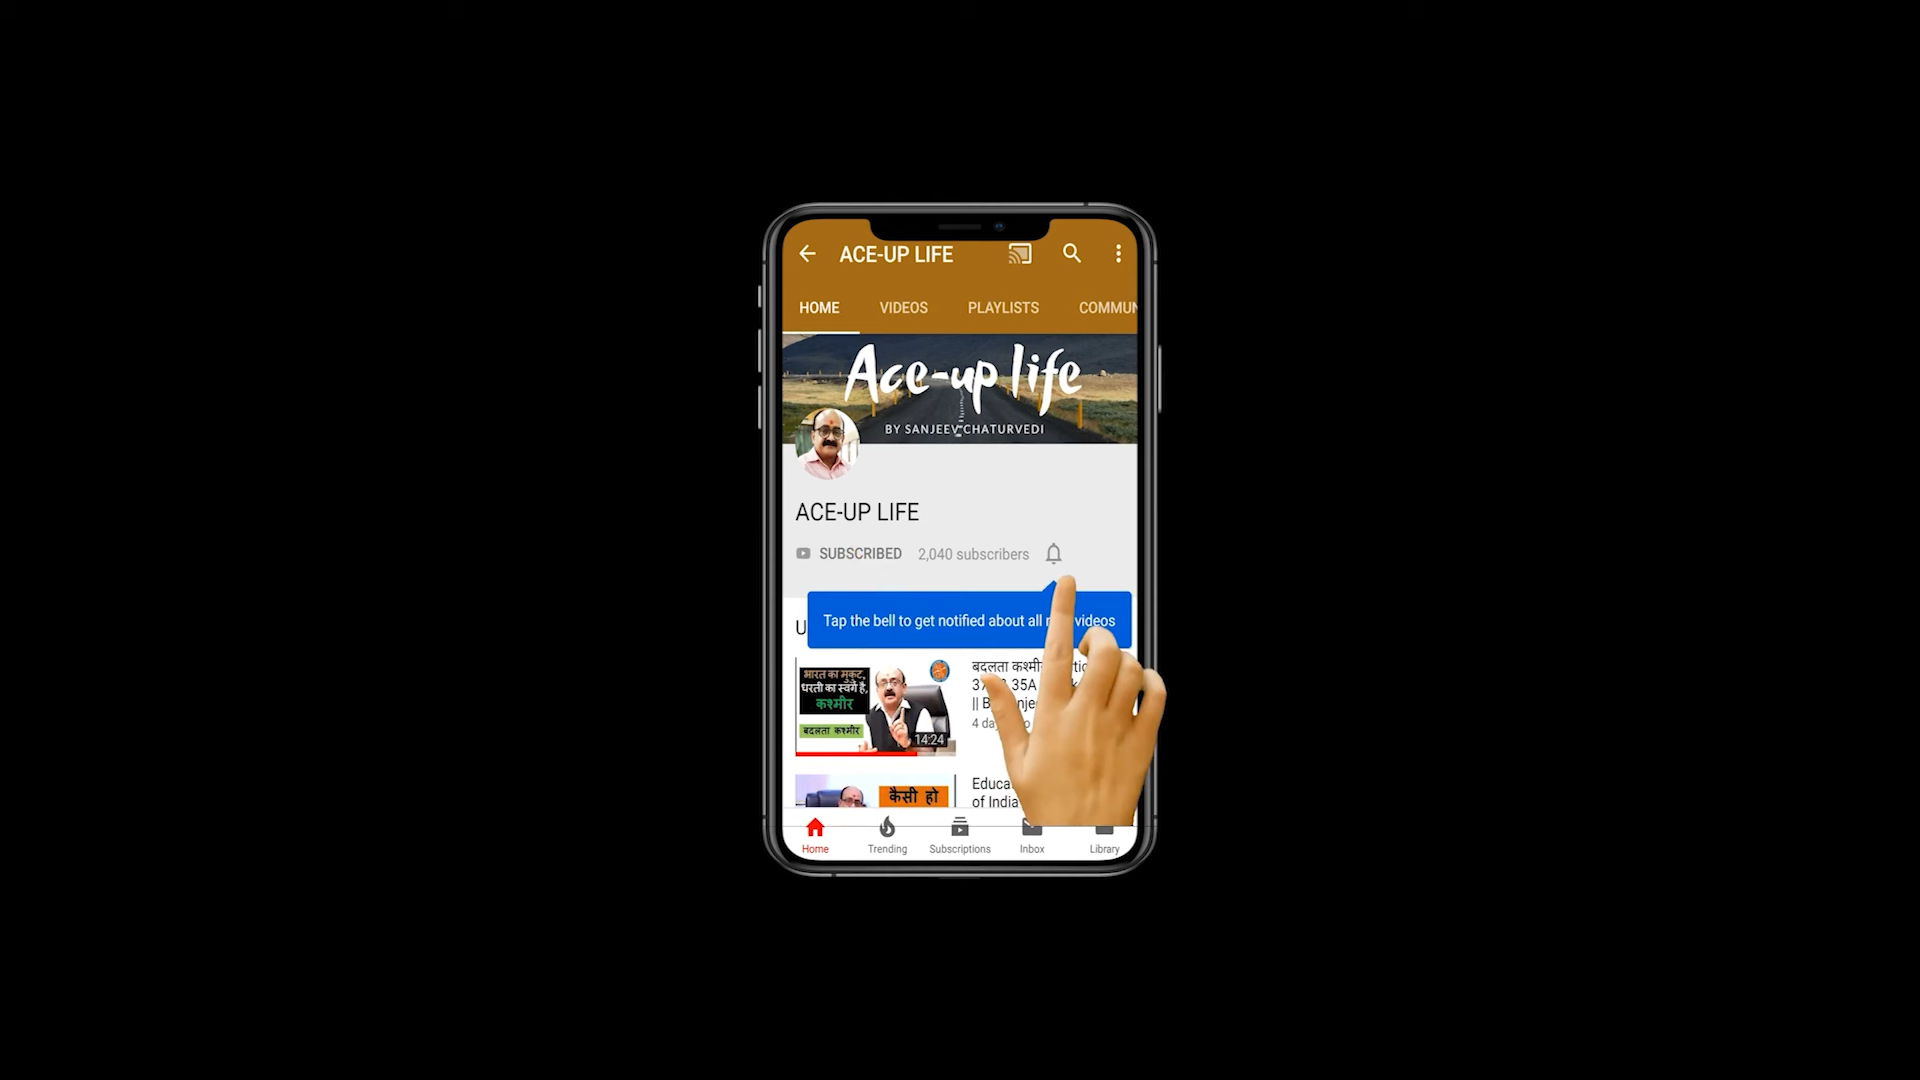 ACE-UP LIFE
HOME VIDEOS PLAYLISTS COMMUN
Ace-up life
BY SANJEEV CHATURVEDI
ACE-UP LIFE
SUBSCRIBED 2,040 subscribers
Tap the bell to get notified about all videos
U
भारत का मुकुट,
धरती का स्वर्ग है,
कश्मीर
बदलता कश्मीर
14:24
बदलता
35A
||
4
कैसी हो
of India
Home Trending Subscriptions Inbox Library